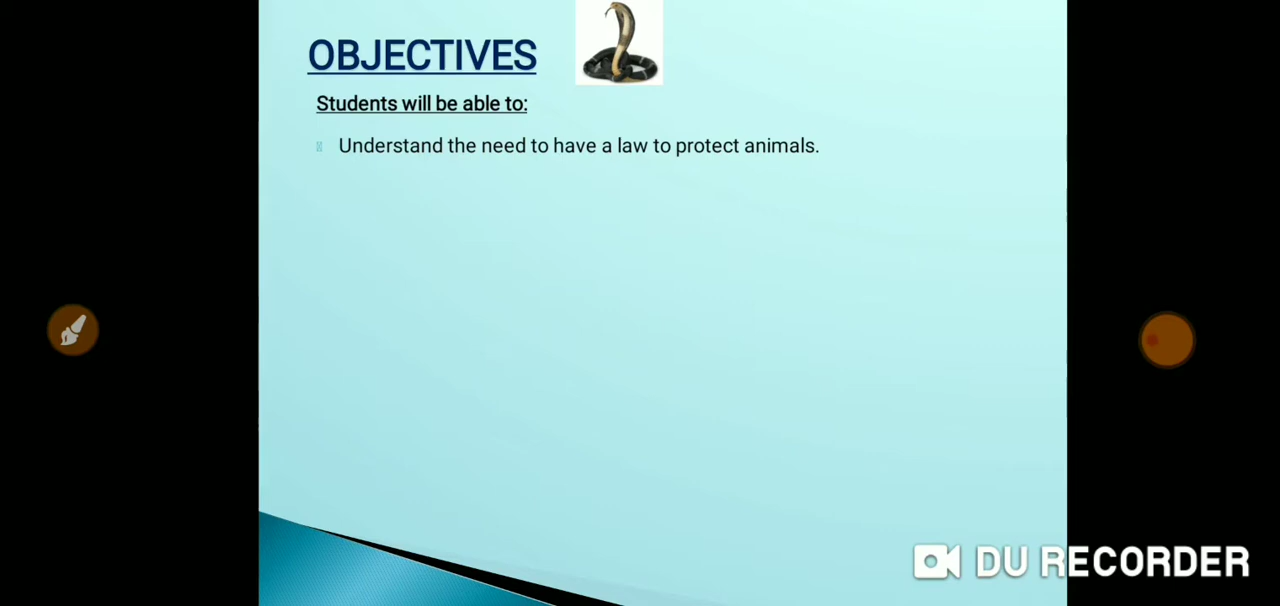 OBJECTIVES
Students will be able to:
Understand the need to have a law to protect animals.
DU RECORDER